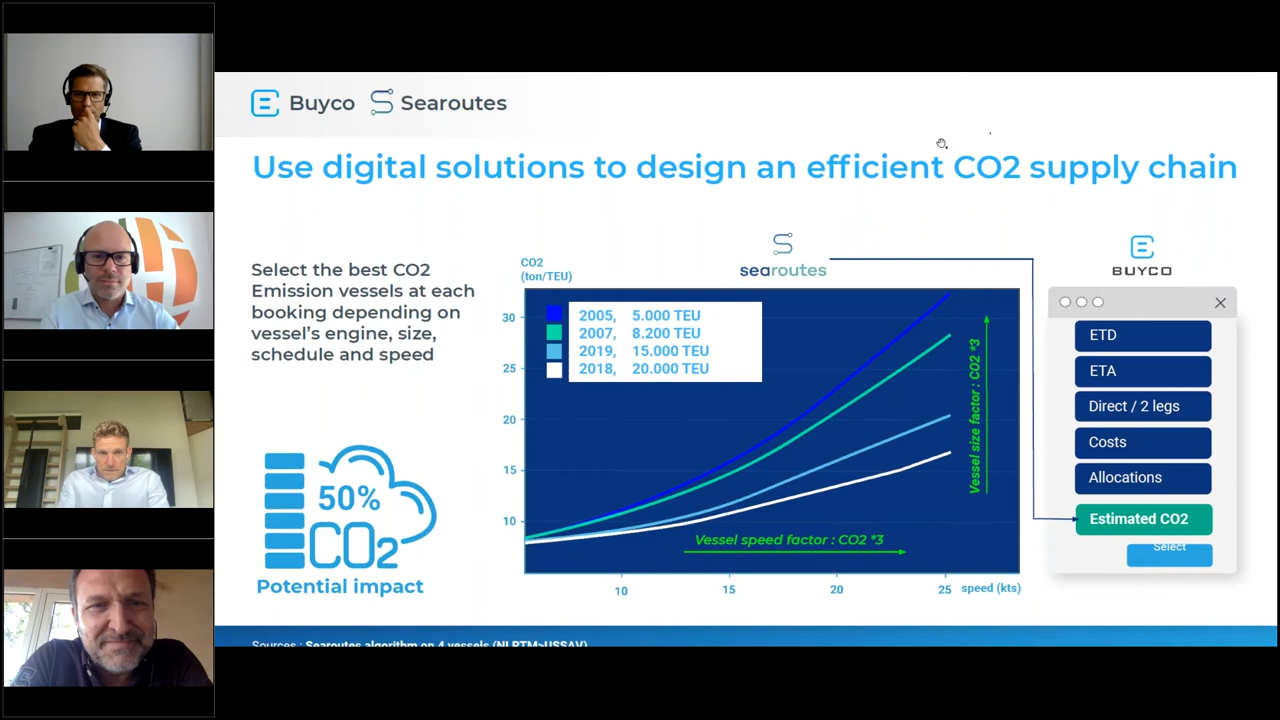 Buyco Searoutes
Use digital solutions to design an efficient CO2 supply chain
Select the best CO2
Emission vessels at each
booking depending on
vessel's engine, size,
schedule and speed
50%
CO2
Potential impact
CO2
(ton/TEU)
searoutes
30
25
20
15
10
2005, 5.000 TEU
2007, 8.200 TEU
2019, 15.000 TEU
2018, 20.000 TEU
Vessel size factor : CO2 *3
Vessel speed factor : CO2 *3
10 15 20 25 speed (kts)
BUYCO
ETD
ETA
Direct / 2 legs
Costs
Allocations
Estimated CO2
Select
Sources : Searoutes algorithm on 4 vessels (NLRTM>USSAV)